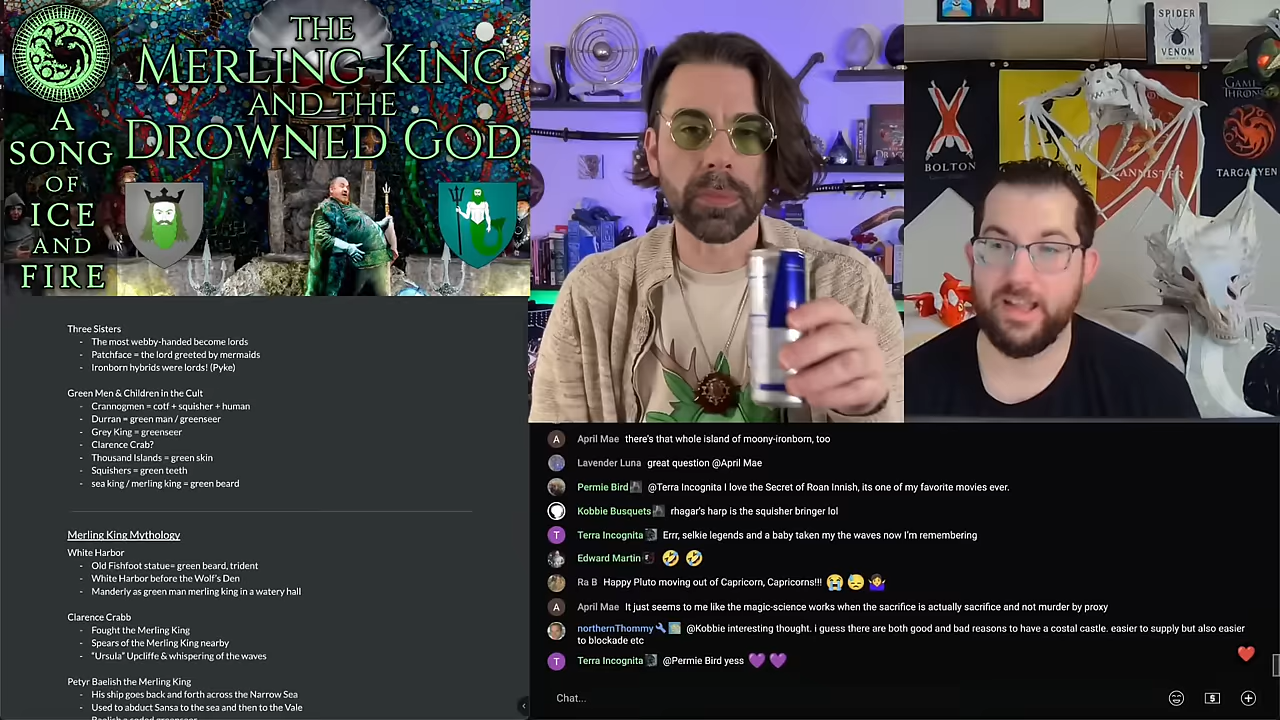 THE
MERLING KING
AND THE
DROWNED GOD
A
SONG
OF
ICE
AND
FIRE
SPIDER
VENOM
GAME
BOLTON
LANNISTER
TARGARYEN
Three Sisters
- The most webby-handed become lords
- Patchface = the lord greeted by mermaids
- Ironborn hybrids were lords! (Pyke)
Green Men & Children in the Cult
- Crannogmen = cotf + squisher + human
- Durran = green man / greenseer
- Grey King = greenseer
- Clarence Crab?
- Thousand Islands = green skin
- Squishers = green teeth
- sea king / merling king = green beard
Merling King Mythology
White Harbor
- Old Fishfoot statue= green beard, trident
- White Harbor before the Wolf's Den
- Manderly as green man merling king in a watery hall
Clarence Crabb
- Fought the Merling King
- Spears of the Merling King nearby
- "Ursula" Upcliffe & whispering of the waves
Petyr Baelish the Merling King
- His ship goes back and forth across the Narrow Sea
- Used to abduct Sansa to the sea and then to the Vale
- Baelish a coded greenseer
A April Mae there's that whole island of moony-ironborn, too
Lavender Luna great question @April Mae
Permie Bird @Terra Incognita I love the Secret of Roan Innish, its one of my favorite movies ever.
Kobbie Busquets rhagar's harp is the squisher bringer lol
T Terra Incognita Errr, selkie legends and a baby taken my the waves now I'm remembering
Edward Martin 🤣 🤣
Ra B Happy Pluto moving out of Capricorn, Capricorns!!! 😭 😓 🤷‍♀️
A April Mae It just seems to me like the magic-science works when the sacrifice is actually sacrifice and not murder by proxy
northernThommy @Kobbie interesting thought. i guess there are both good and bad reasons to have a costal castle. easier to supply but also easier
to blockade etc
T Terra Incognita @Permie Bird yess 💜 💜
Chat...